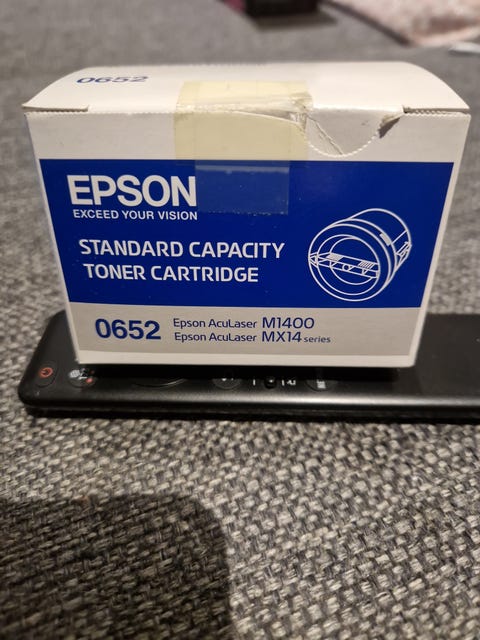 0652
EPSON
EXCEED YOUR VISION
STANDARD CAPACITY
TONER CARTRIDGE
0652 Epson AcuLaser M1400
Epson AcuLaser MX14 series